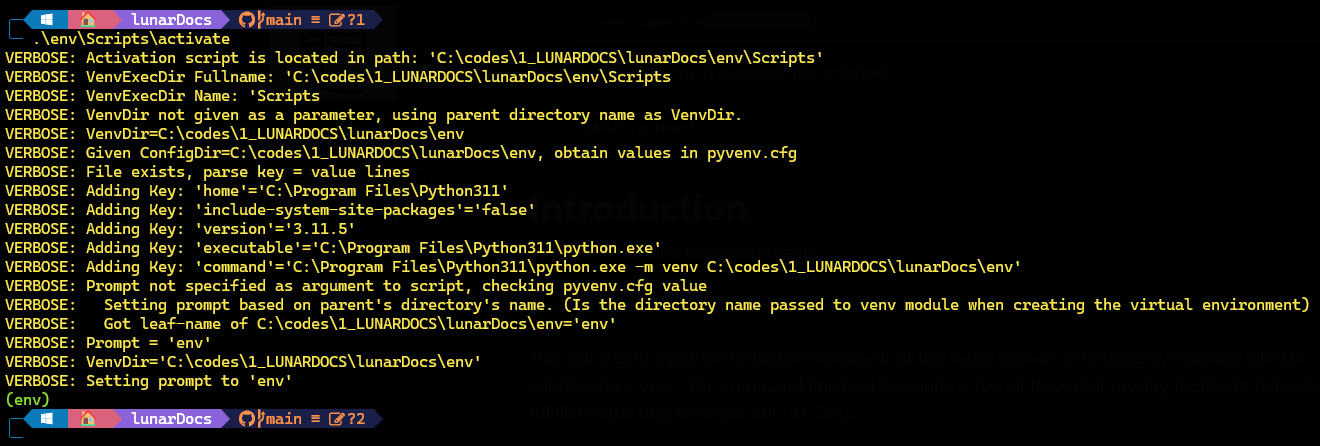 lunarDocs main ≡ ?1
.\env\Scripts\activate
VERBOSE: Activation script is located in path: 'C:\codes\1_LUNARDOCS\lunarDocs\env\Scripts'
VERBOSE: VenvExecDir Fullname: 'C:\codes\1_LUNARDOCS\lunarDocs\env\Scripts
VERBOSE: VenvExecDir Name: 'Scripts
VERBOSE: VenvDir not given as a parameter, using parent directory name as VenvDir.
VERBOSE: VenvDir=C:\codes\1_LUNARDOCS\lunarDocs\env
VERBOSE: Given ConfigDir=C:\codes\1_LUNARDOCS\lunarDocs\env, obtain values in pyvenv.cfg
VERBOSE: File exists, parse key = value lines
VERBOSE: Adding Key: 'home'='C:\Program Files\Python311'
VERBOSE: Adding Key: 'include-system-site-packages'='false'
VERBOSE: Adding Key: 'version'='3.11.5'
VERBOSE: Adding Key: 'executable'='C:\Program Files\Python311\python.exe'
VERBOSE: Adding Key: 'command'='C:\Program Files\Python311\python.exe -m venv C:\codes\1_LUNARDOCS\lunarDocs\env'
VERBOSE: Prompt not specified as argument to script, checking pyvenv.cfg value
VERBOSE:   Setting prompt based on parent's directory's name. (Is the directory name passed to venv module when creating the virtual environment)
VERBOSE:   Got leaf-name of C:\codes\1_LUNARDOCS\lunarDocs\env='env'
VERBOSE: Prompt = 'env'
VERBOSE: VenvDir='C:\codes\1_LUNARDOCS\lunarDocs\env'
VERBOSE: Setting prompt to 'env'
(env)
lunarDocs main ≡ ?2
Introduction